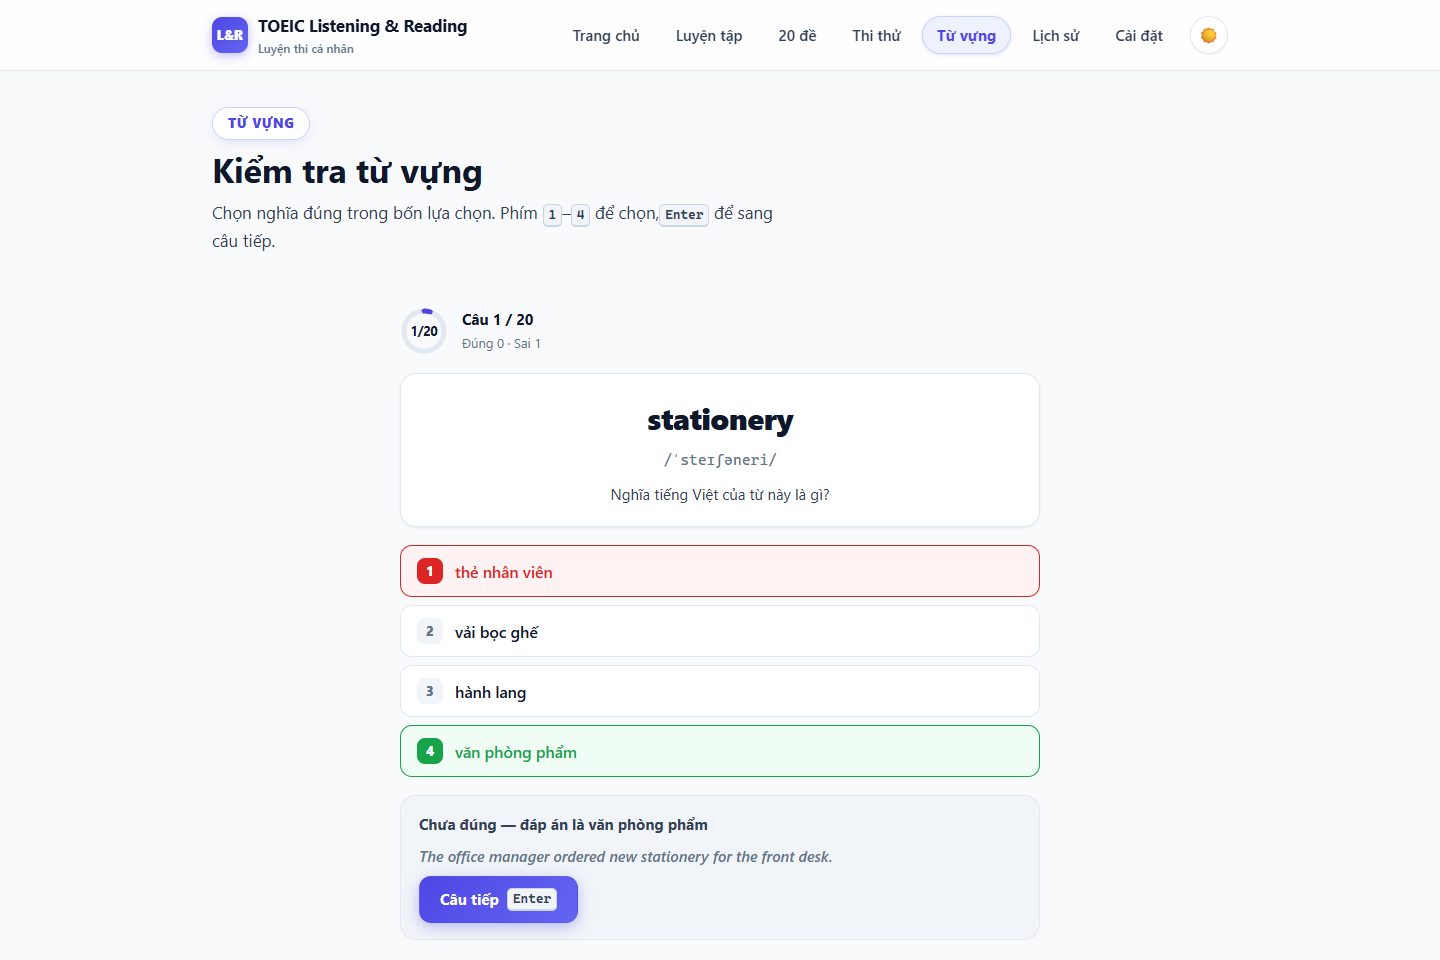 L&R
TOEIC Listening & Reading
Luyện thi cá nhân
Trang chủ
Luyện tập
20 đề
Thi thử
Từ vựng
Lịch sử
Cài đặt
TỪ VỰNG
Kiểm tra từ vựng
Chọn nghĩa đúng trong bốn lựa chọn. Phím 1–4 để chọn, Enter để sang
câu tiếp.
1/20
Câu 1 / 20
Đúng 0 · Sai 1
stationery
/ˈsteɪʃəneri/
Nghĩa tiếng Việt của từ này là gì?
1 thẻ nhân viên
2 vải bọc ghế
3 hành lang
4 văn phòng phẩm
Chưa đúng — đáp án là văn phòng phẩm
The office manager ordered new stationery for the front desk.
Câu tiếp Enter